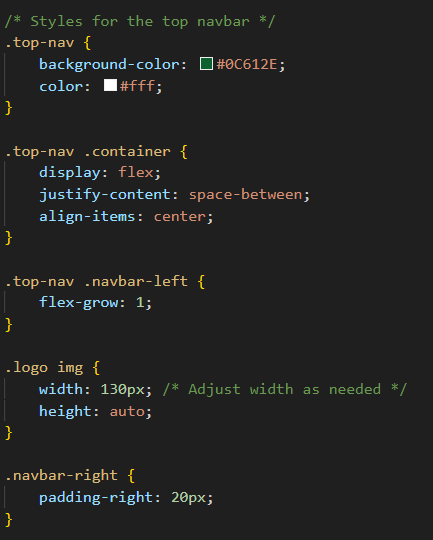 /* Styles for the top navbar */
.top-nav {
    background-color: #0C612E;
    color: #fff;
}

.top-nav .container {
    display: flex;
    justify-content: space-between;
    align-items: center;
}

.top-nav .navbar-left {
    flex-grow: 1;
}

.logo img {
    width: 130px; /* Adjust width as needed */
    height: auto;
}

.navbar-right {
    padding-right: 20px;
}